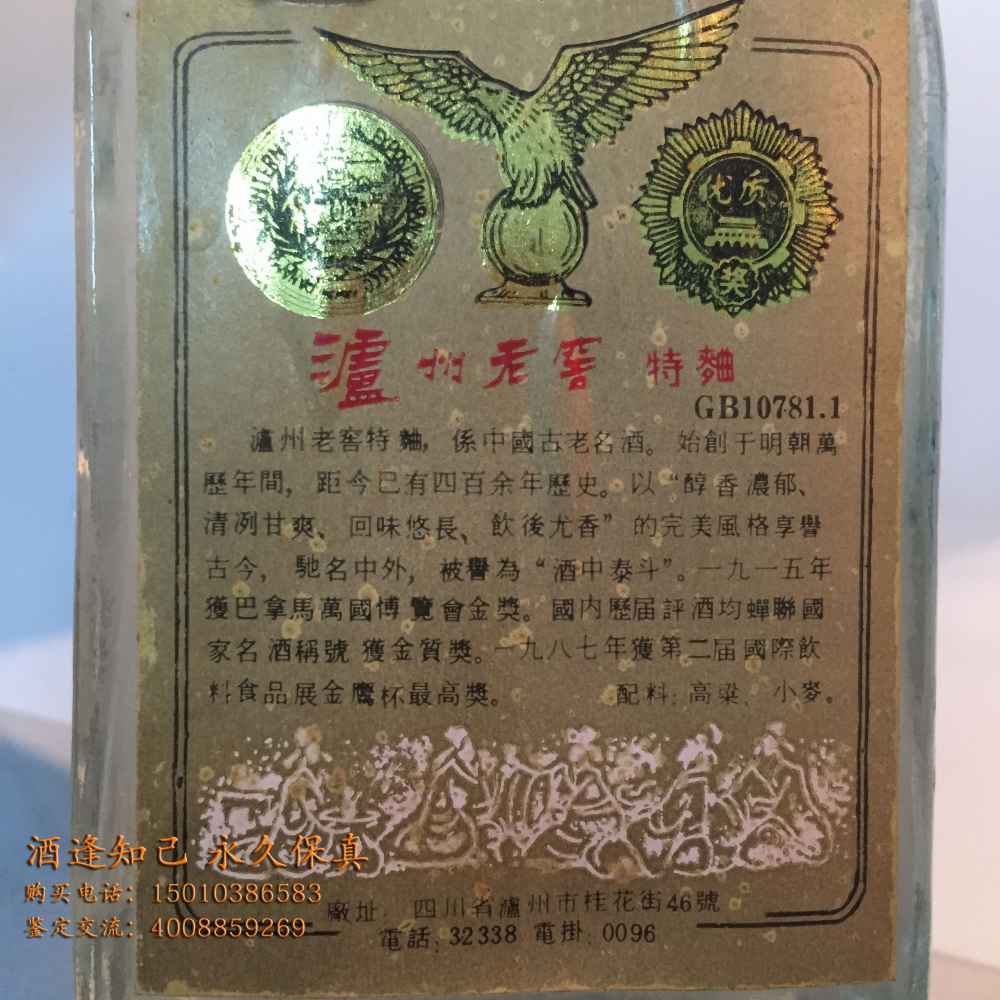 优质
奖
瀘州老窖 特麯
GB10781.1
瀘州老窖特麯，係中國古老名酒。始創于明朝萬
歷年間，距今已有四百余年歷史。以“醇香濃郁、
清洌甘爽、回味悠長、飲後尤香”的完美風格享譽
古今，馳名中外，被譽為“酒中泰斗”。一九一五年
獲巴拿馬萬國博覽會金獎。國内歷届評酒均蟬聯國
家名酒稱號獲金質獎。一九八七年獲第二届國際飲
料食品展金鷹杯最高獎。 配料：高粱、小麥。
酒逢知己 永久保真
购买电话：15010386583
鉴定交流：4008859269
廠址：四川省瀘州市桂花街46號
電話：32338 電掛：0096